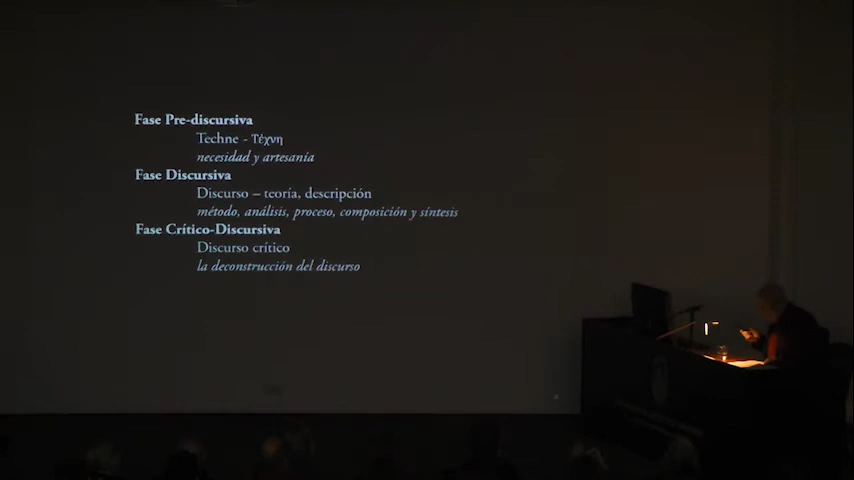 Fase Pre-discursiva
Techne - Τέχνη
necesidad y artesanía
Fase Discursiva
Discurso – teoría, descripción
método, análisis, proceso, composición y síntesis
Fase Crítico-Discursiva
Discurso crítico
la deconstrucción del discurso